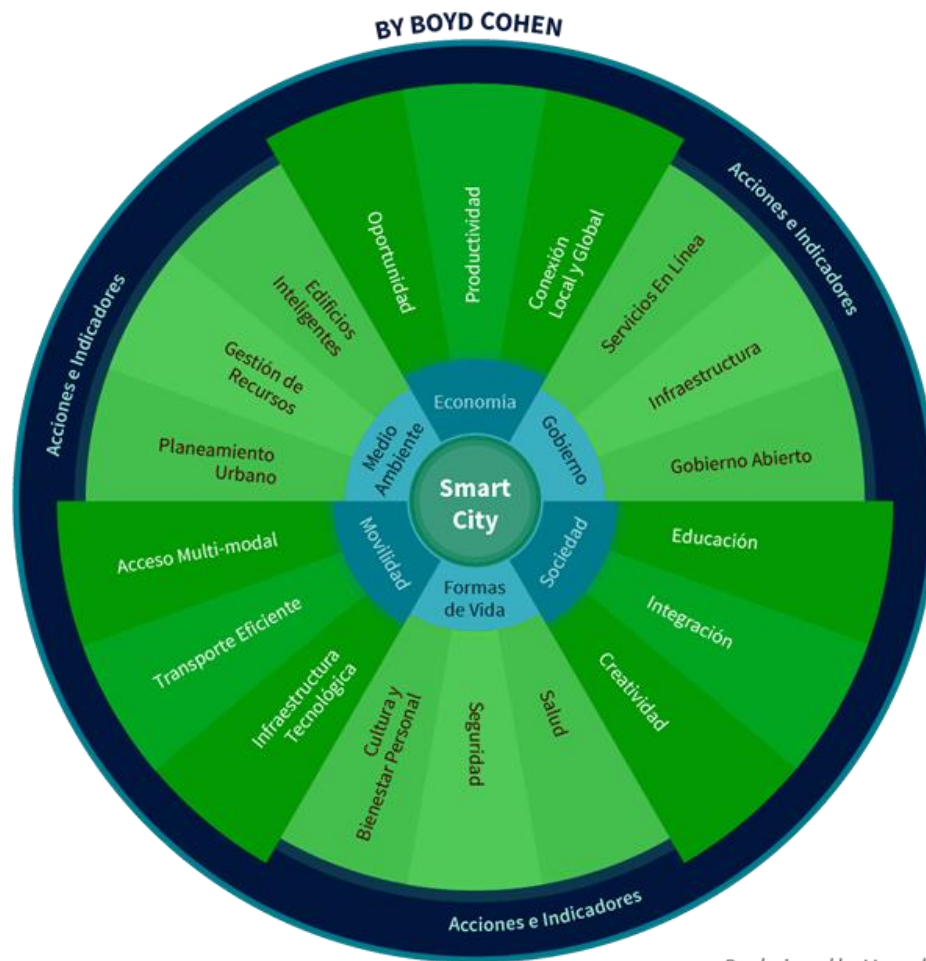 BY BOYD COHEN
Acciones e Indicadores
Acciones e Indicadores
Acciones e Indicadores
Smart
City
Economía
Oportunidad
Productividad
Conexión
Local y Global
Gobierno
Servicios En Línea
Infraestructura
Gobierno Abierto
Sociedad
Educación
Integración
Creatividad
Formas
de Vida
Salud
Seguridad
Cultura y
Bienestar Personal
Movilidad
Infraestructura
Tecnológica
Transporte Eficiente
Acceso Multi-modal
Medio
Ambiente
Planeamiento
Urbano
Gestión de
Recursos
Edificios
Inteligentes